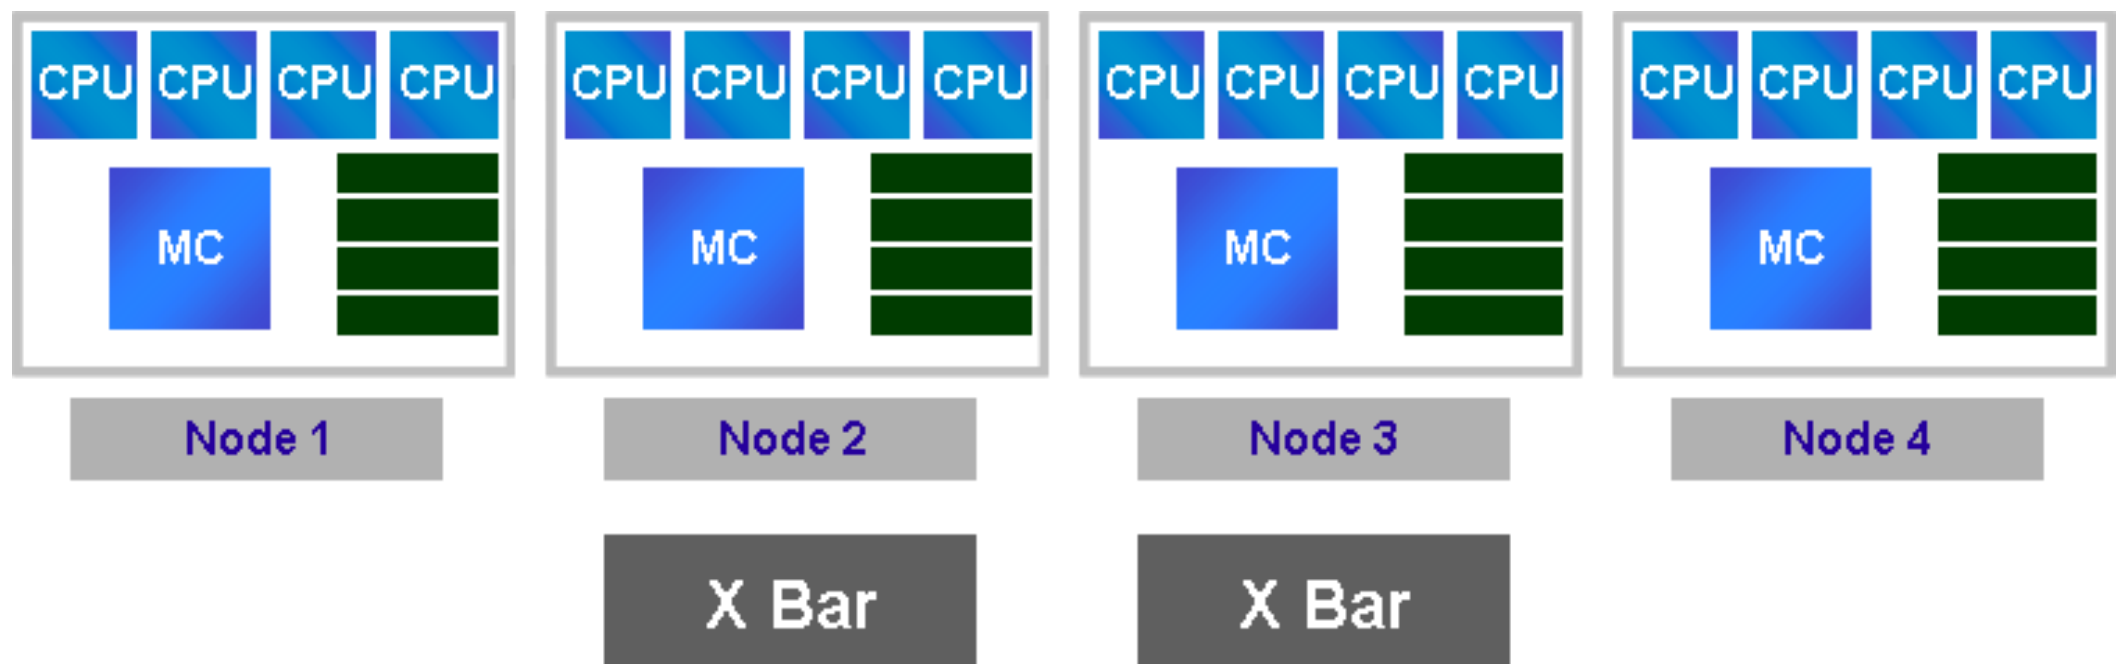 CPU CPU CPU CPU CPU CPU CPU CPU CPU CPU CPU CPU CPU CPU CPU CPU
MC MC MC MC
Node 1 Node 2 Node 3 Node 4
X Bar X Bar